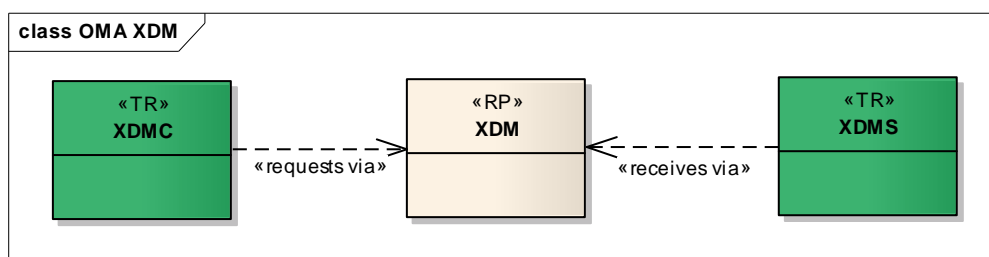 class OMA XDM
«TR»
XDMC
«RP»
XDM
«TR»
XDMS
«requests via»
«receives via»